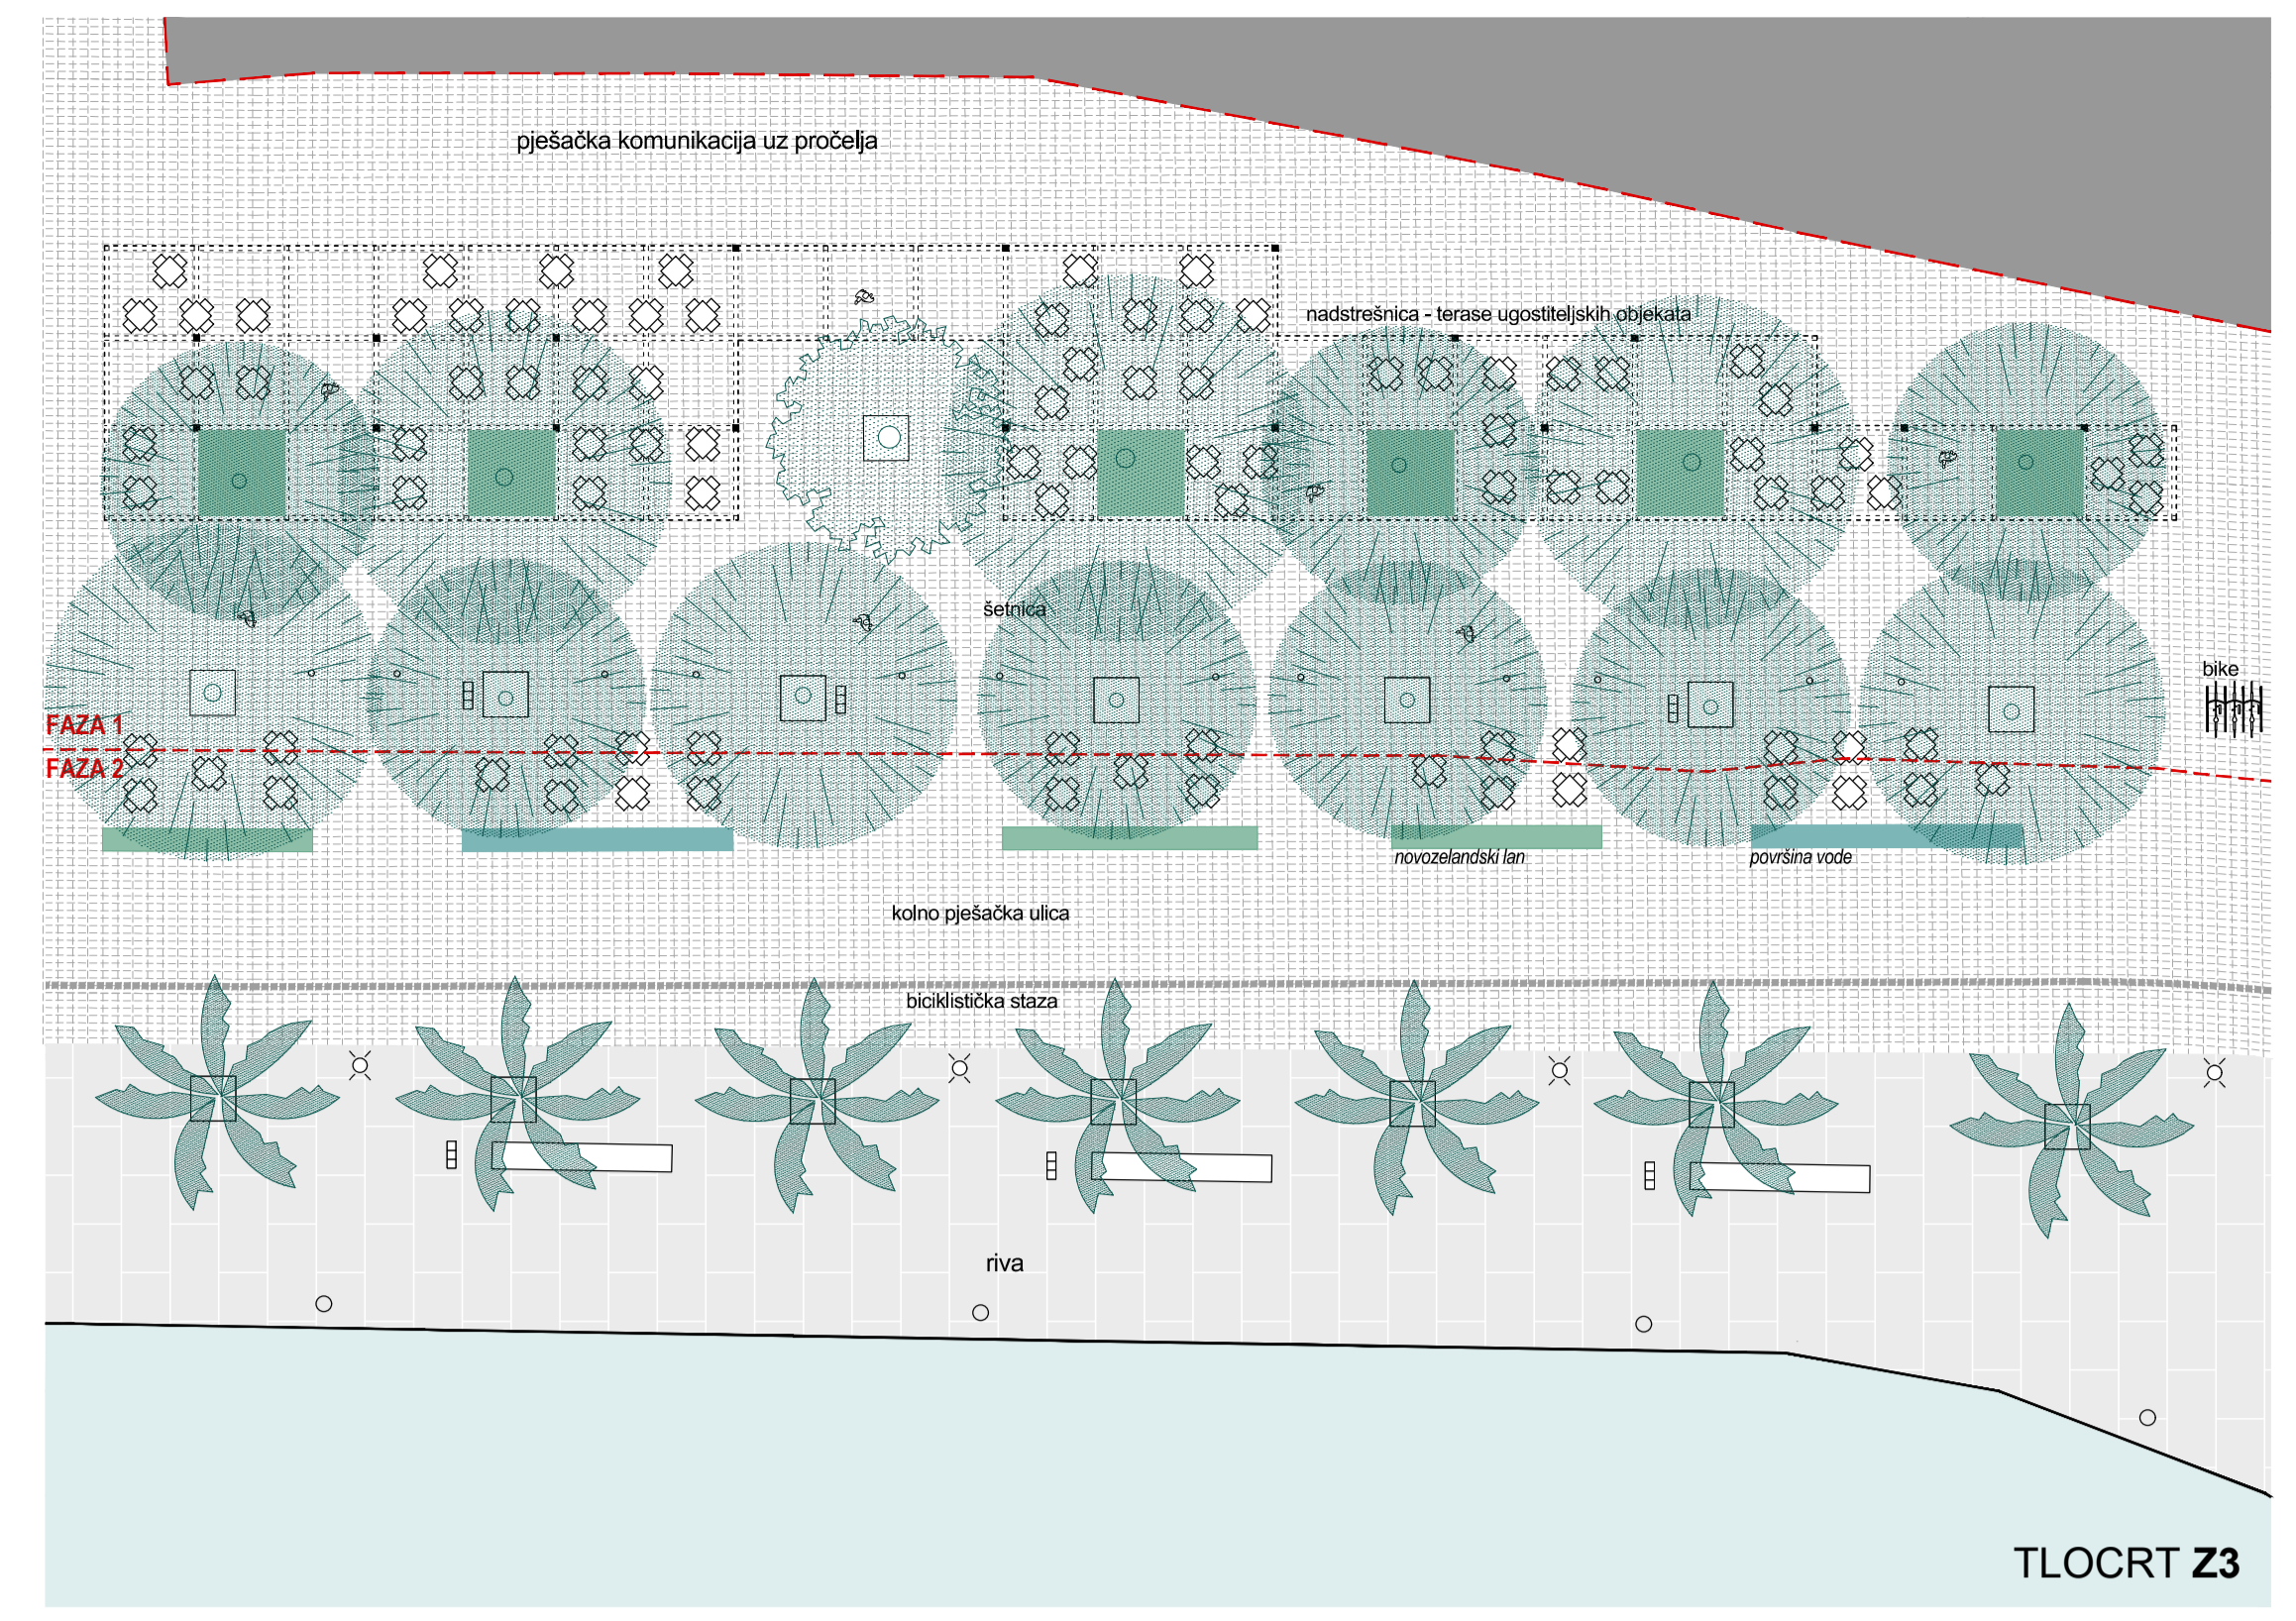 pješačka komunikacija uz pročelja
nadstrešnica - terase ugostiteljskih objekata
šetnica
bike
FAZA 1
FAZA 2
novozelandski lan
površina vode
kolno pješačka ulica
biciklistička staza
riva
TLOCRT Z3